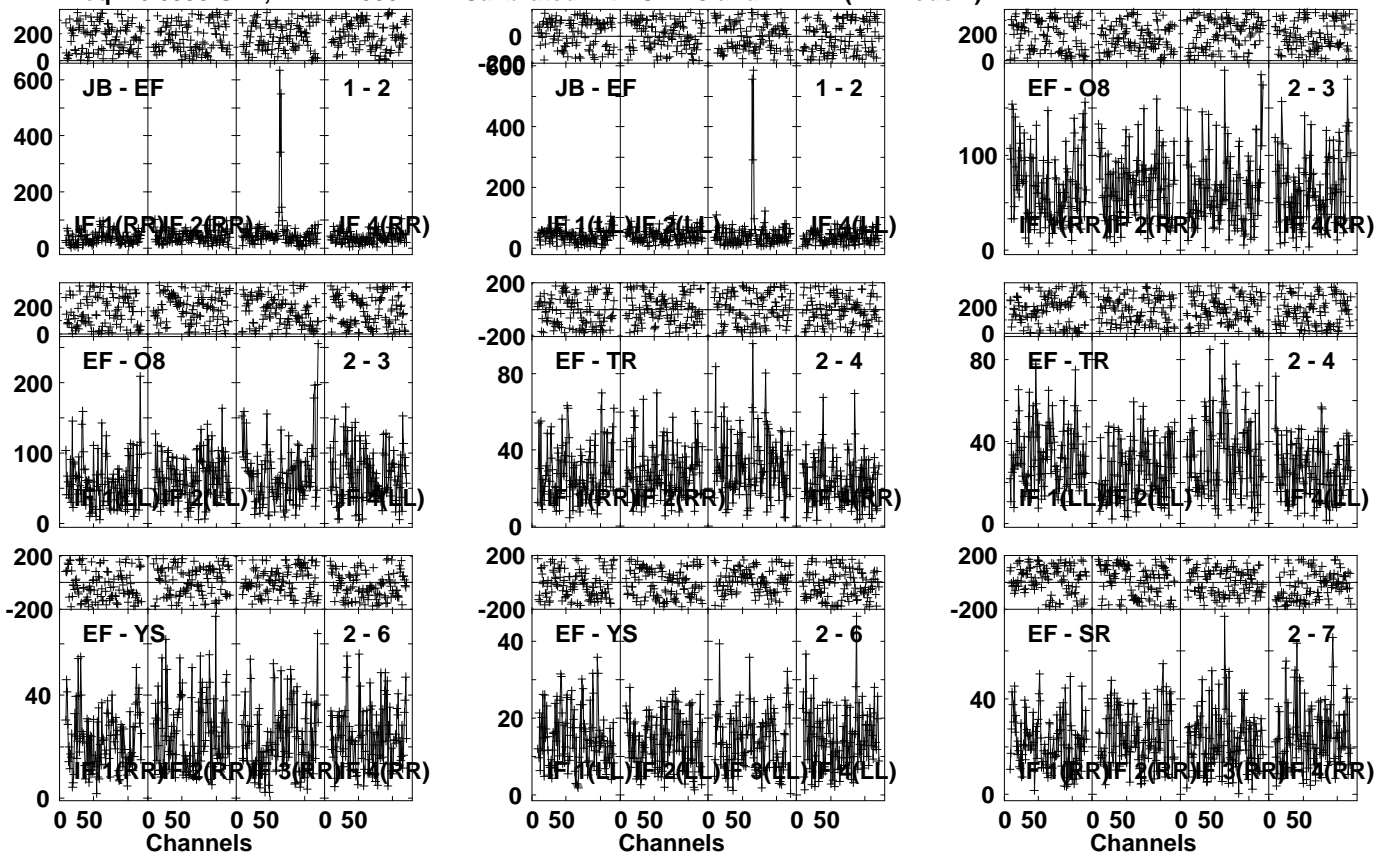 200
0
0
-200
200
0
JB - EF 1 - 2
600
400
200
0
IF 1(RR) IF 2(RR) IF 4(RR)
JB - EF 1 - 2
600
400
200
0
IF 1(LL) IF 2(LL) IF 4(LL)
EF - O8 2 - 3
100
0
IF 1(RR) IF 2(RR) IF 4(RR)
200
0
200
-200
200
0
EF - O8 2 - 3
200
100
0
IF 1(LL) IF 2(LL) IF 4(LL)
EF - TR 2 - 4
80
40
0
IF 1(RR) IF 2(RR) IF 4(RR)
EF - TR 2 - 4
80
40
0
IF 1(LL) IF 2(LL) IF 4(LL)
200
-200
200
-200
200
-200
EF - YS 2 - 6
40
0
IF 1(RR) IF 2(RR) IF 3(RR) IF 4(RR)
0 50 0 50 0 50 0 50
Channels
EF - YS 2 - 6
40
20
0
IF 1(LL) IF 2(LL) IF 3(LL) IF 4(LL)
0 50 0 50 0 50 0 50
Channels
EF - SR 2 - 7
40
0
IF 1(RR) IF 2(RR) IF 3(RR) IF 4(RR)
0 50 0 50 0 50 0 50
Channels